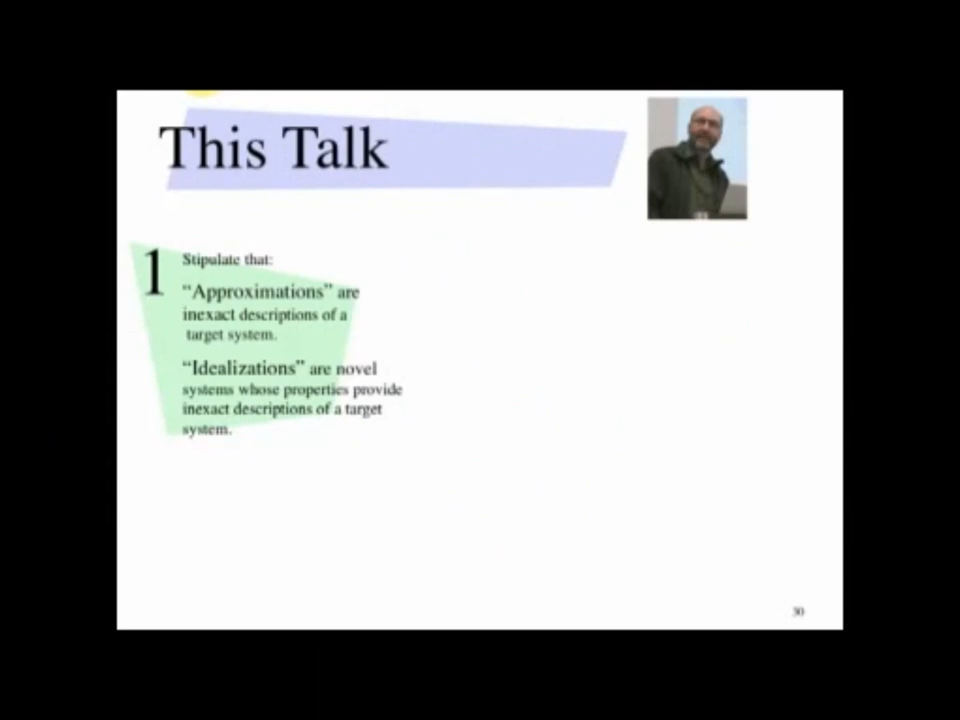 This Talk
1
Stipulate that:
“Approximations” are
inexact descriptions of a
target system.
“Idealizations” are novel
systems whose properties provide
inexact descriptions of a target
system.
30